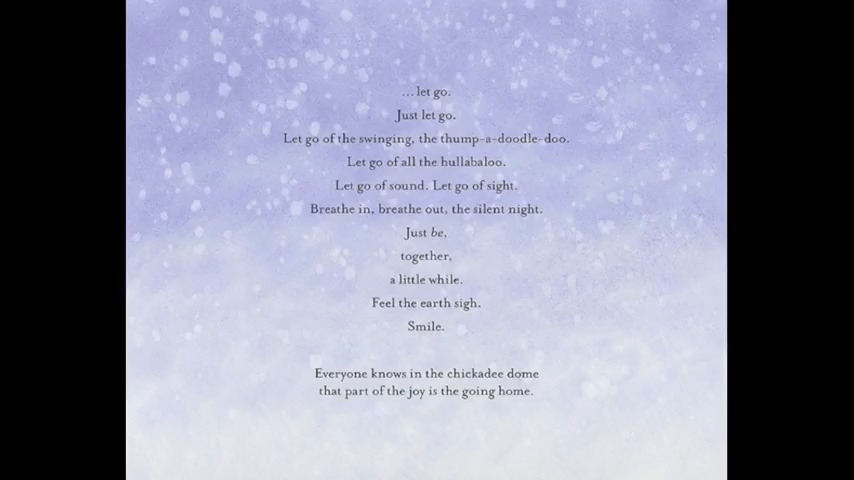 ...let go.
Just let go.
Let go of the swinging, the thump-a-doodle-doo.
Let go of all the hullabaloo.
Let go of sound. Let go of sight.
Breathe in, breathe out, the silent night.
Just be,
together,
a little while.
Feel the earth sigh.
Smile.
Everyone knows in the chickadee dome
that part of the joy is the going home.